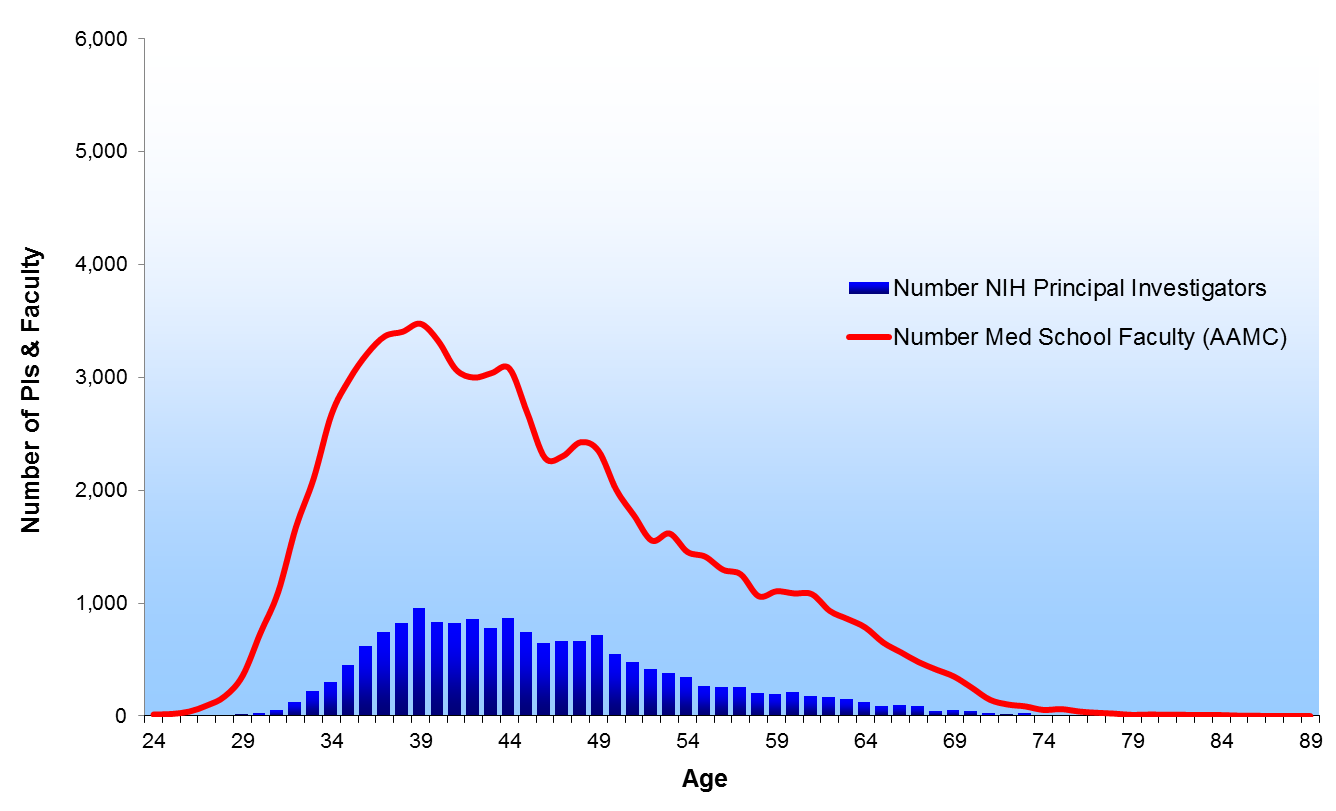 6,000
5,000
4,000
3,000
2,000
1,000
0
Number of PIs & Faculty
Number NIH Principal Investigators
Number Med School Faculty (AAMC)
24 29 34 39 44 49 54 59 64 69 74 79 84 89
Age